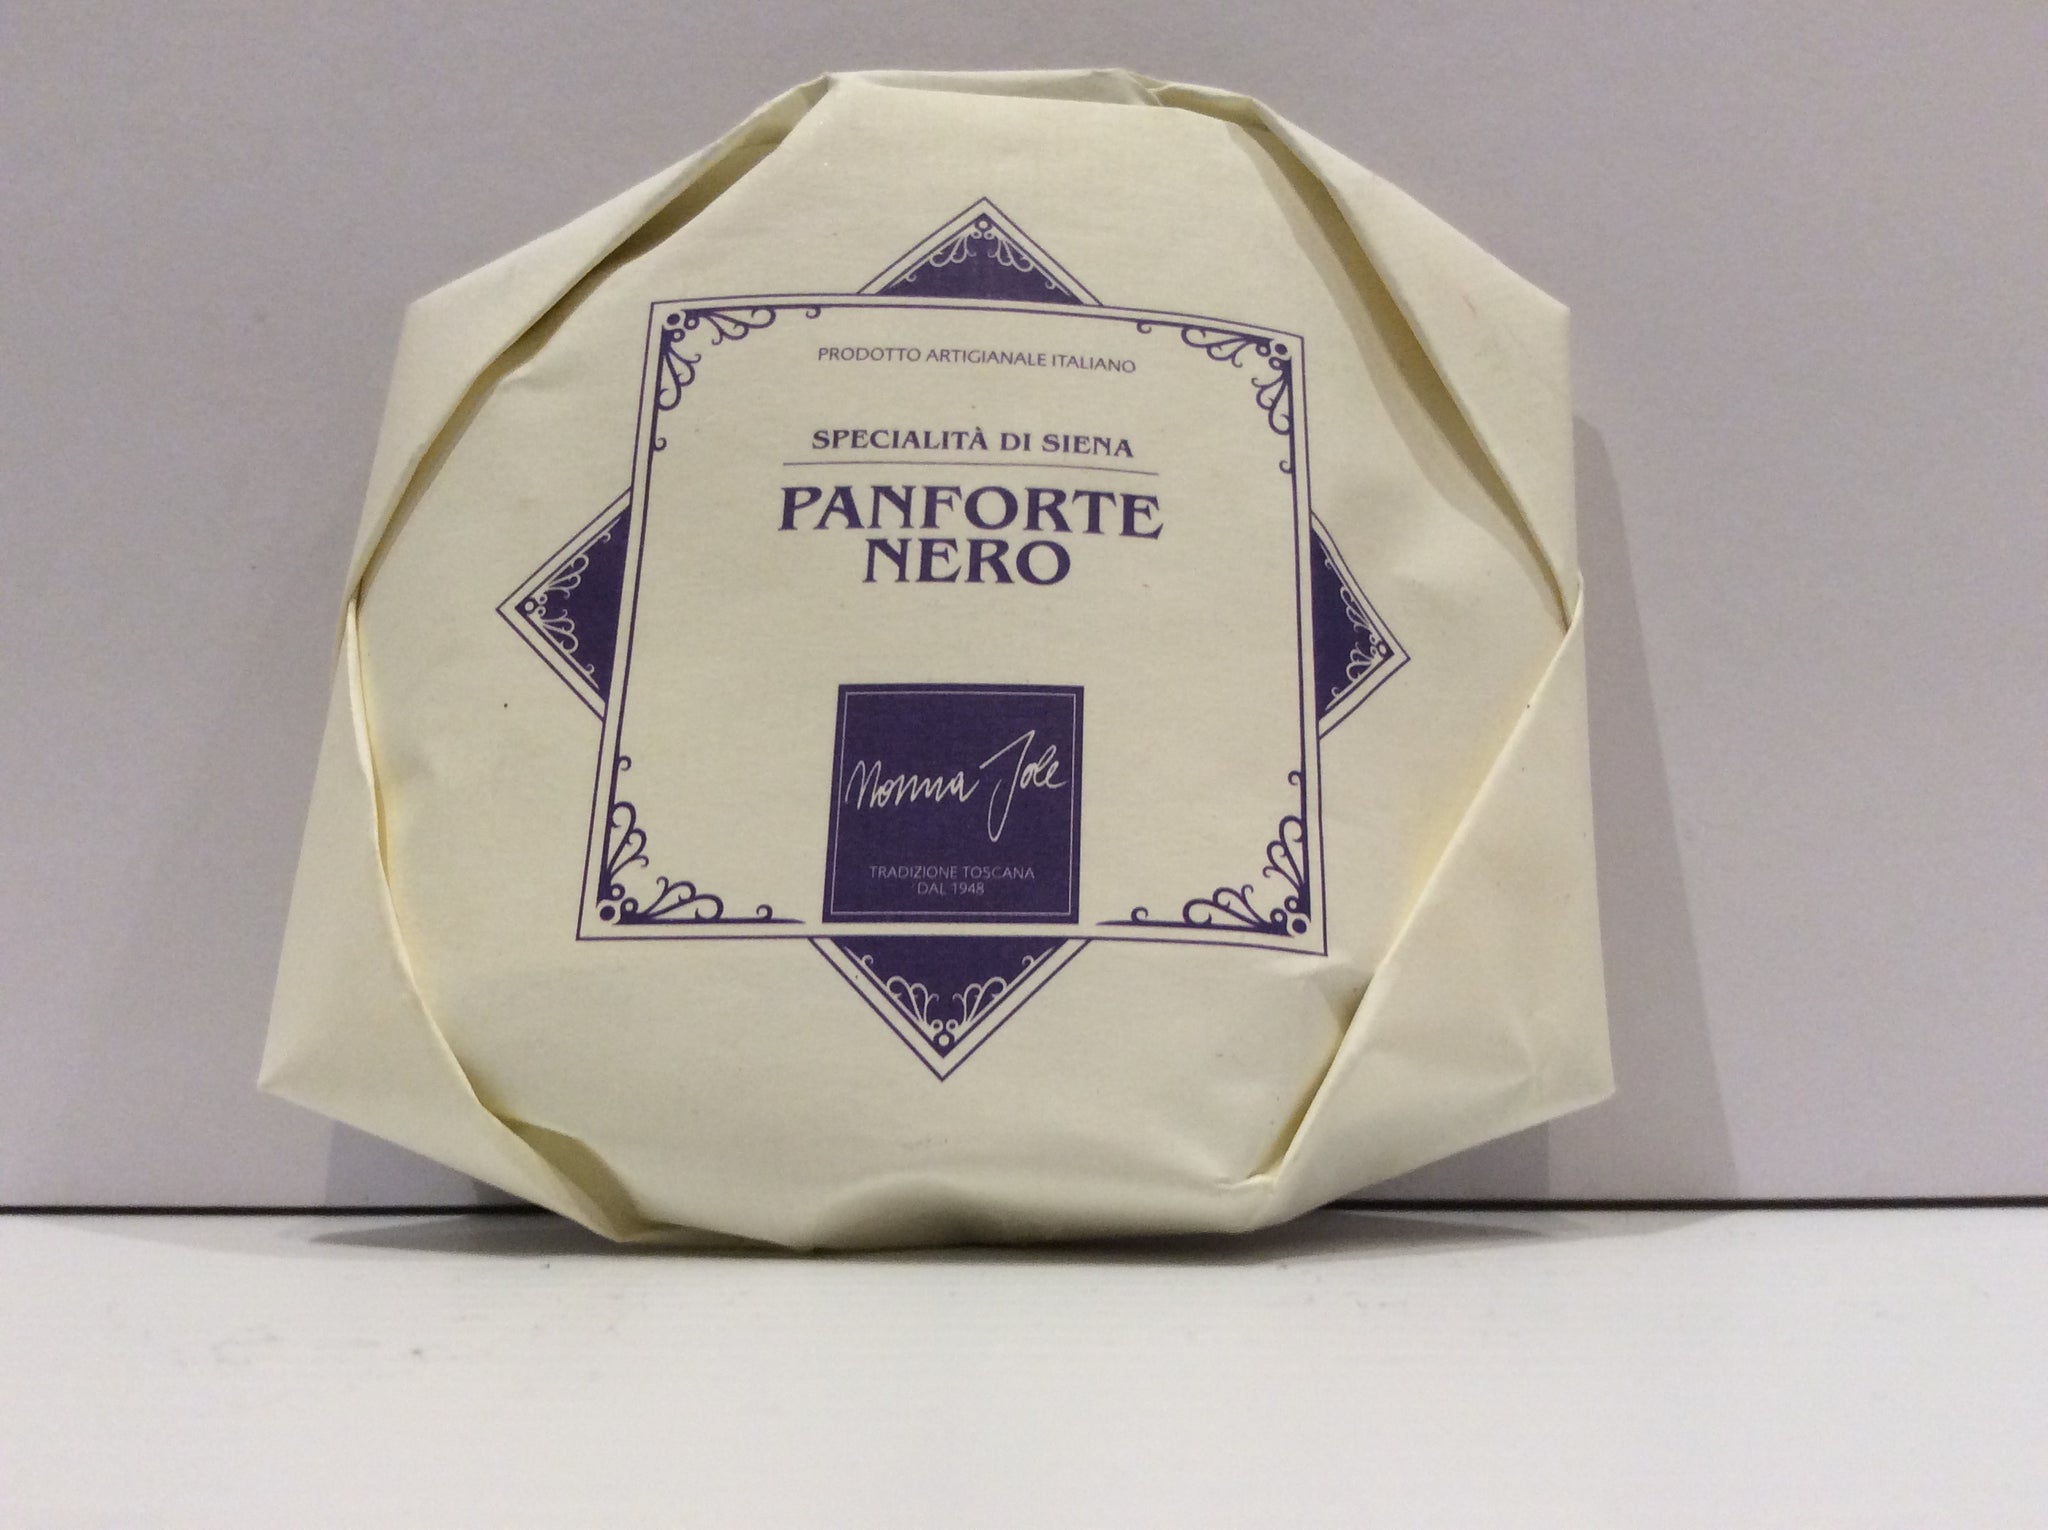 PRODOTTO ARTIGIANALE ITALIANO
SPECIALITÀ DI SIENA
PANFORTE
NERO
Nonna Jole
TRADIZIONE TOSCANA
DAL 1948